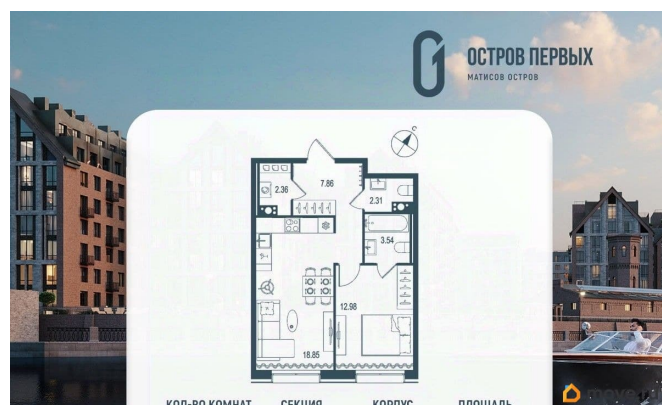 ОСТРОВ ПЕРВЫХ
МАТИСОВ ОСТРОВ
С
2.36
7.86
2.31
3.54
12.98
18.85
КОЛ-ВО КОМНАТ СЕКЦИЯ КОРПУС ПЛОЩАДЬ